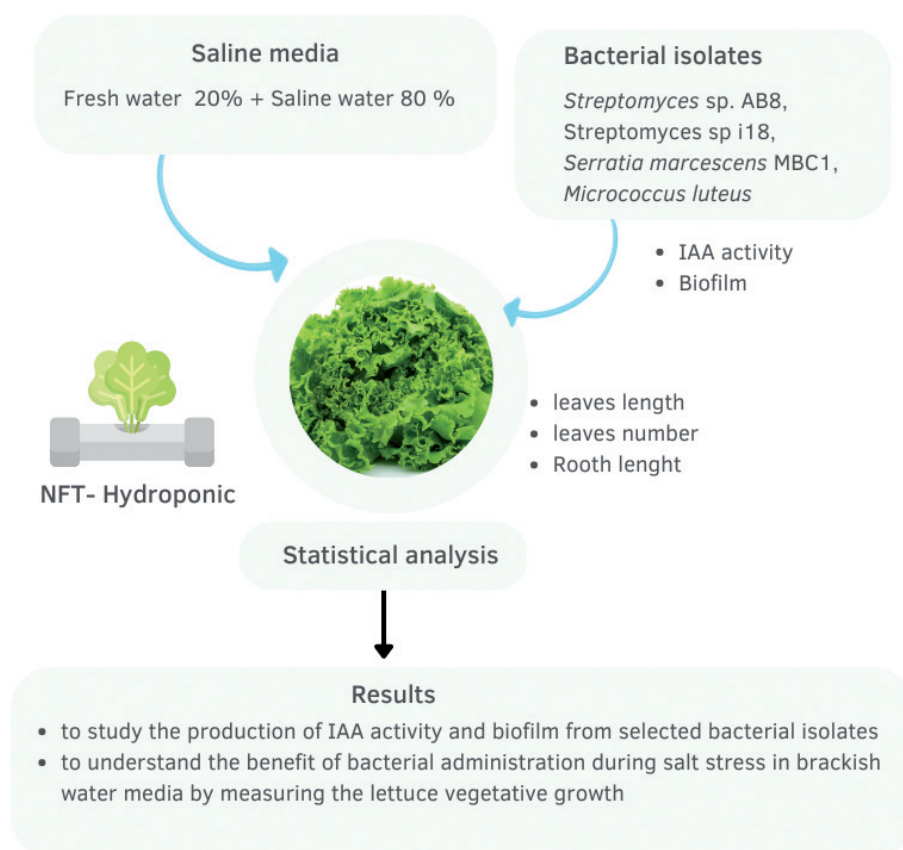 Saline media
Fresh water 20% + Saline water 80 %
Bacterial isolates
Streptomyces sp. AB8,
Streptomyces sp i18,
Serratia marcescens MBC1,
Micrococcus luteus
• IAA activity
• Biofilm
• leaves length
• leaves number
• Rooth lenght
NFT- Hydroponic
Statistical analysis
Results
• to study the production of IAA activity and biofilm from selected bacterial isolates
• to understand the benefit of bacterial administration during salt stress in brackish
water media by measuring the lettuce vegetative growth